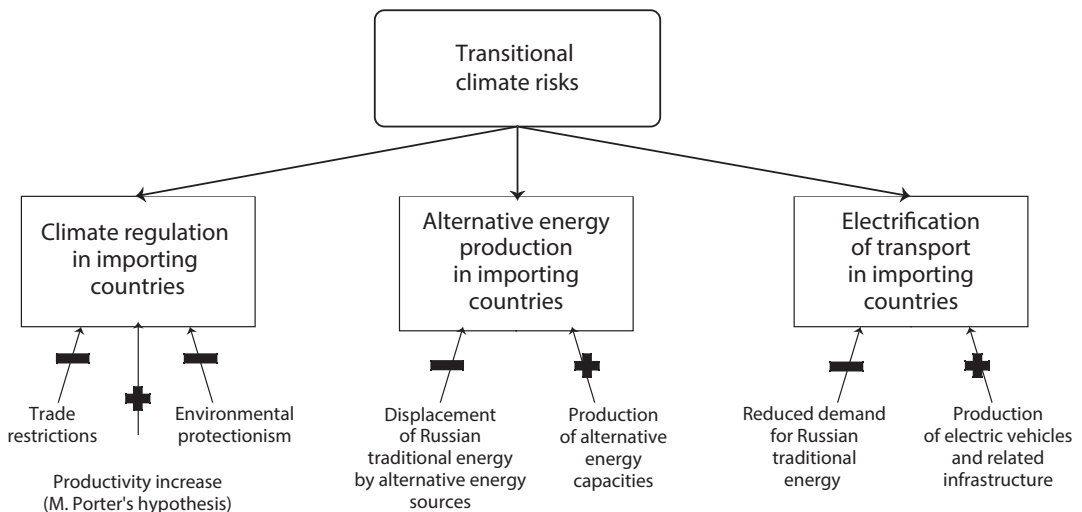 Transitional
climate risks
Climate regulation
in importing
countries
Alternative energy
production
in importing
countries
Electrification
of transport
in importing
countries
Trade
restrictions
Productivity increase
(M. Porter's hypothesis)
Environmental
protectionism
Displacement
of Russian
traditional energy
by alternative energy
sources
Production
of alternative
energy
capacities
Reduced demand
for Russian
traditional
energy
Production
of electric vehicles
and related
infrastructure